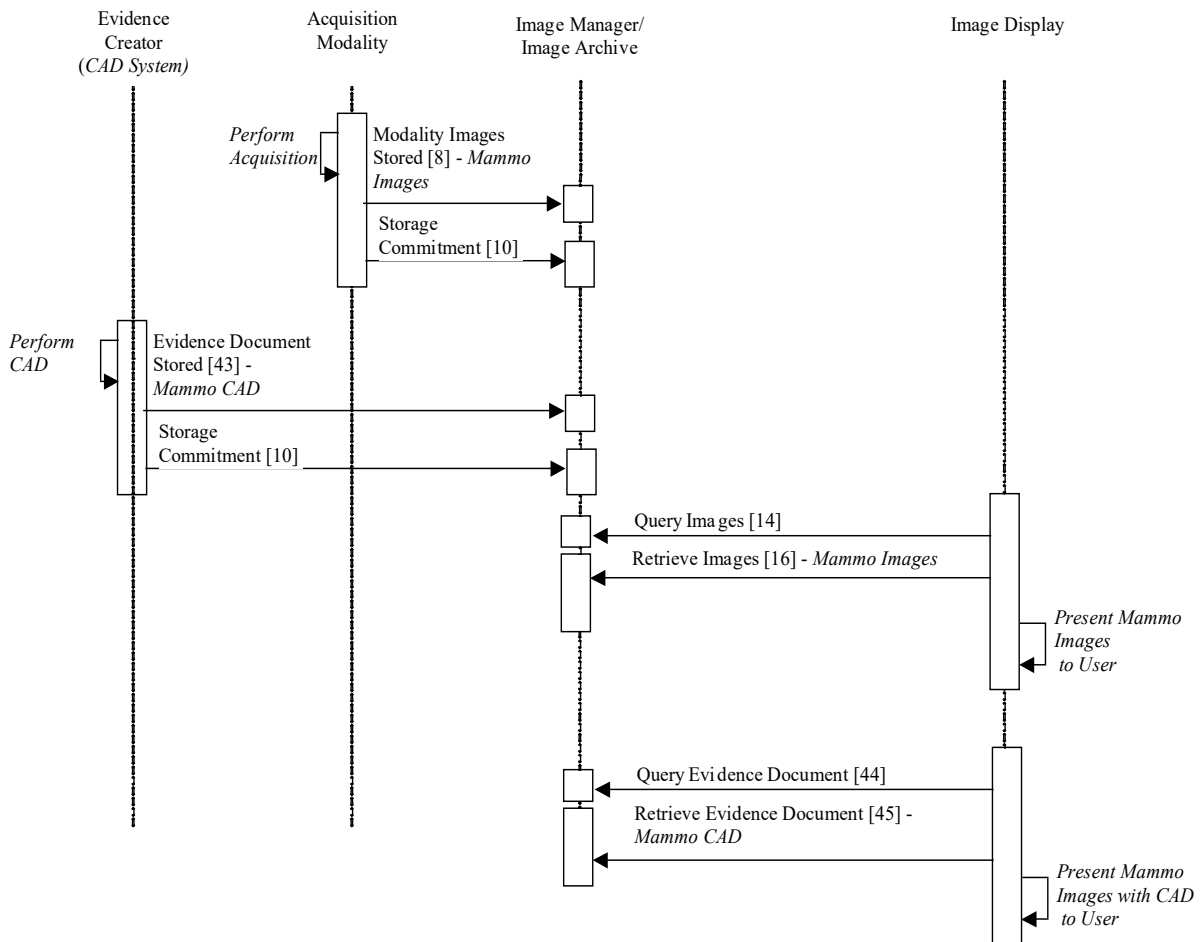 Evidence
Creator
(CAD System)
Acquisition
Modality
Image Manager/
Image Archive
Image Display
Perform
Acquisition
Modality Images
Stored [8] - Mammo
Images
Storage
Commitment [10]
Perform
CAD
Evidence Document
Stored [43] -
Mammo CAD
Storage
Commitment [10]
Query Images [14]
Retrieve Images [16] - Mammo Images
Present Mammo
Images
to User
Query Evidence Document [44]
Retrieve Evidence Document [45] -
Mammo CAD
Present Mammo
Images with CAD
to User